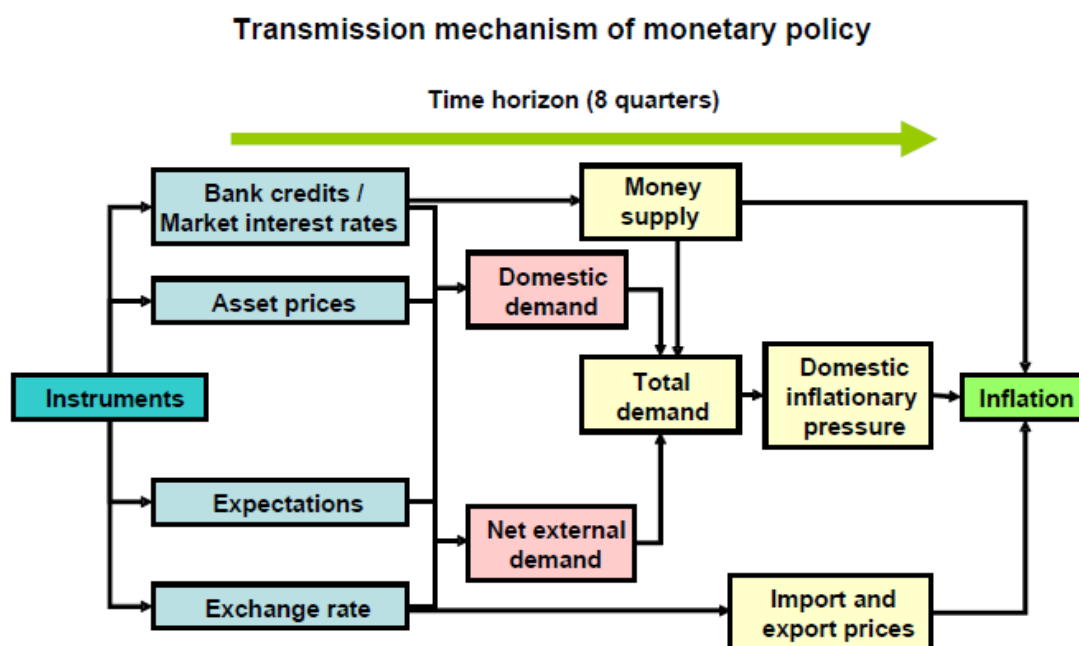 Transmission mechanism of monetary policy
Time horizon (8 quarters)
Bank credits /
Market interest rates
Money
supply
Asset prices
Domestic
demand
Instruments
Total
demand
Domestic
inflationary
pressure
Inflation
Expectations
Net external
demand
Exchange rate
Import and
export prices